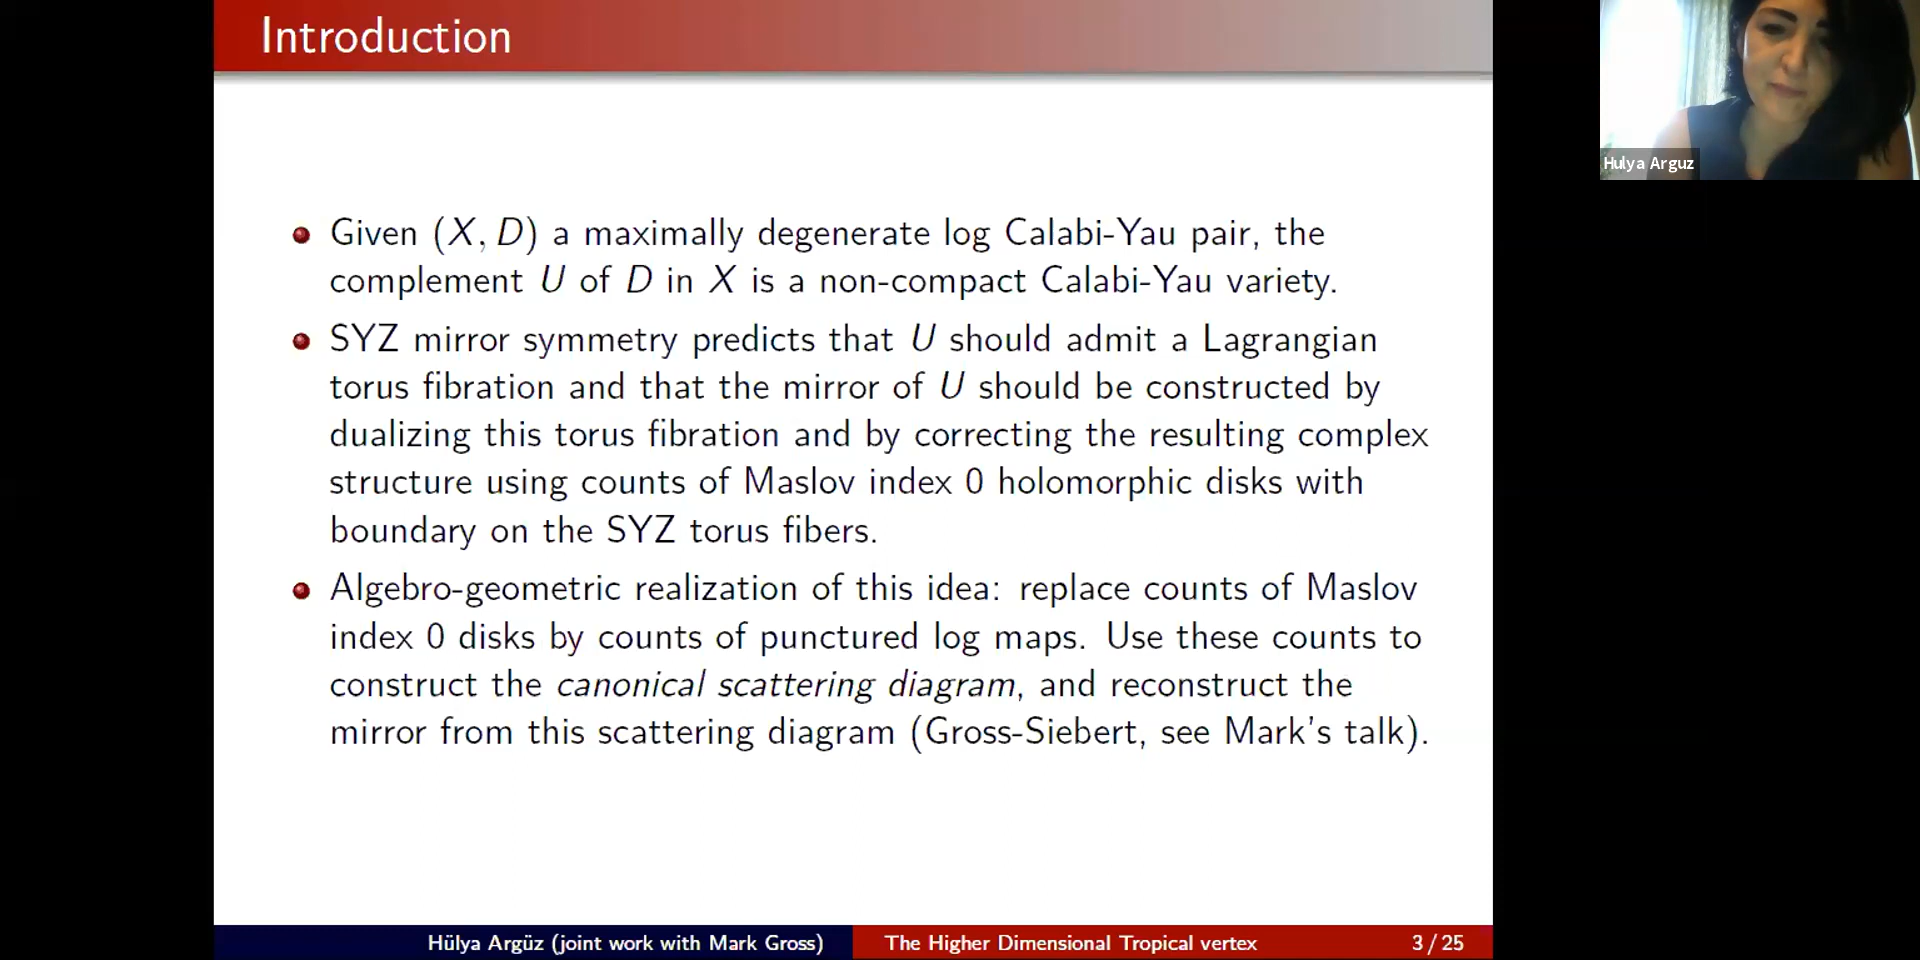 Introduction
Given (X, D) a maximally degenerate log Calabi-Yau pair, the
complement U of D in X is a non-compact Calabi-Yau variety.
SYZ mirror symmetry predicts that U should admit a Lagrangian
torus fibration and that the mirror of U should be constructed by
dualizing this torus fibration and by correcting the resulting complex
structure using counts of Maslov index 0 holomorphic disks with
boundary on the SYZ torus fibers.
Algebro-geometric realization of this idea: replace counts of Maslov
index 0 disks by counts of punctured log maps. Use these counts to
construct the canonical scattering diagram, and reconstruct the
mirror from this scattering diagram (Gross-Siebert, see Mark's talk).
Hülya Argüz (joint work with Mark Gross)
The Higher Dimensional Tropical vertex
3 / 25
Hulya Arguz